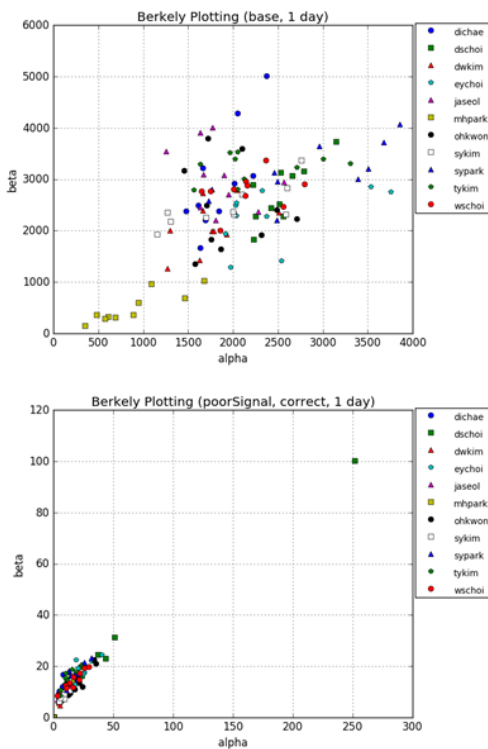 Berkely Plotting (base, 1 day)
6000
5000
4000
3000
2000
1000
0
beta
0 500 1000 1500 2000 2500 3000 3500 4000
alpha
dichae
dschoi
dwkim
eychoi
jaseol
mhpark
ohkwon
sykim
sypark
tykim
wschoi
Berkely Plotting (poorSignal, correct, 1 day)
120
100
80
60
40
20
0
beta
0 50 100 150 200 250 300
alpha
dichae
dschoi
dwkim
eychoi
jaseol
mhpark
ohkwon
sykim
sypark
tykim
wschoi